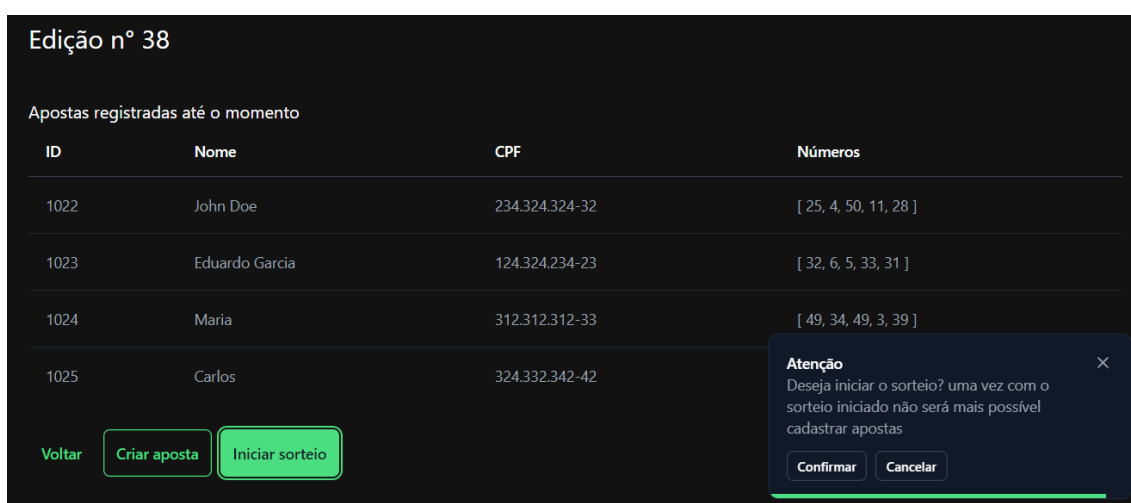 Edição n° 38
Apostas registradas até o momento
ID Nome CPF Números
1022 John Doe 234.324.324-32 [ 25, 4, 50, 11, 28 ]
1023 Eduardo Garcia 124.324.234-23 [ 32, 6, 5, 33, 31 ]
1024 Maria 312.312.312-33 [ 49, 34, 49, 3, 39 ]
1025 Carlos 324.332.342-42
Atenção
Deseja iniciar o sorteio? uma vez com o
sorteio iniciado não será mais possível
cadastrar apostas
Confirmar Cancelar
Voltar Criar aposta Iniciar sorteio